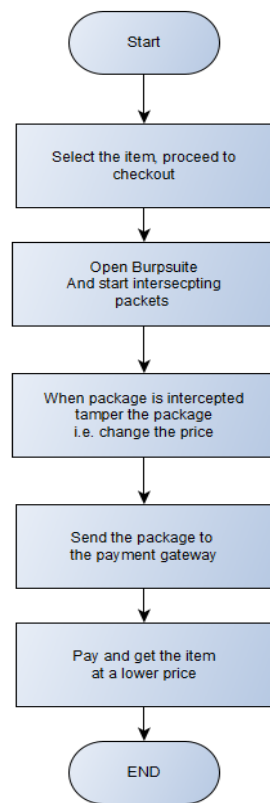 Start
Select the item, proceed to
checkout
Open Burpsuite
And start intersecpting
packets
When package is intercepted
tamper the package
i.e. change the price
Send the package to
the payment gateway
Pay and get the item
at a lower price
END